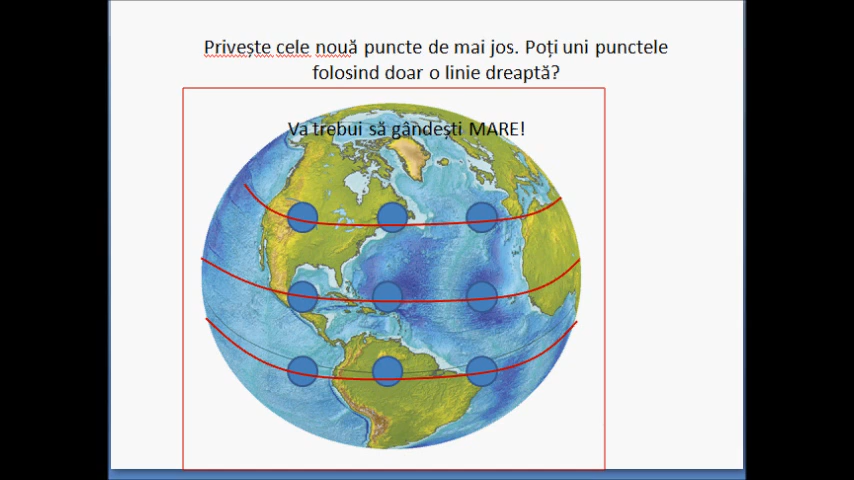 Privește cele nouă puncte de mai jos. Poți uni punctele
folosind doar o linie dreaptă?
Va trebui să gândești MARE!